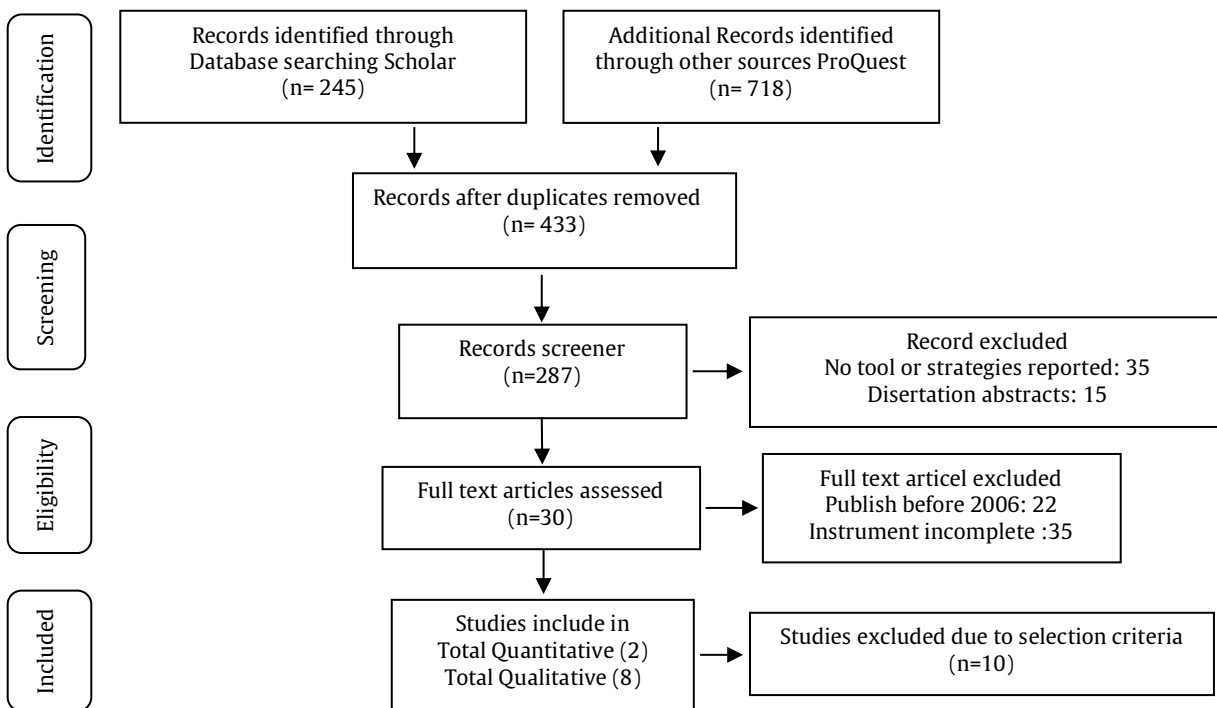 Identification
Records identified through
Database searching Scholar
(n= 245)
Additional Records identified
through other sources ProQuest
(n= 718)
Records after duplicates removed
(n= 433)
Screening
Records screener
(n=287)
Record excluded
No tool or strategies reported: 35
Disertation abstracts: 15
Eligibility
Full text articles assessed
(n=30)
Full text articel excluded
Publish before 2006: 22
Instrument incomplete :35
Included
Studies include in
Total Quantitative (2)
Total Qualitative (8)
Studies excluded due to selection criteria
(n=10)